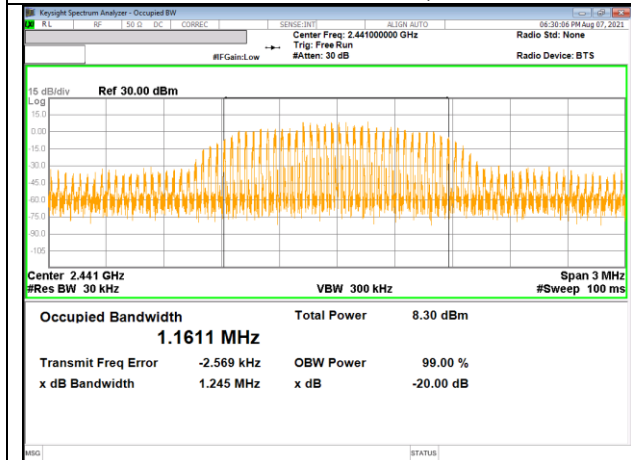 Keysight Spectrum Analyzer - Occupied BW
RL RF 50 Ω DC CORREC SENSE:INT ALIGN AUTO 06:30:06 PM Aug 07, 2021
Center Freq: 2.441000000 GHz Radio Std: None
Trig: Free Run
#IFGain:Low #Atten: 30 dB Radio Device: BTS
15 dB/div Ref 30.00 dBm
Log
15.0
0.00
-15.0
-30.0
-45.0
-60.0
-75.0
-90.0
-105
Center 2.441 GHz Span 3 MHz
#Res BW 30 kHz VBW 300 kHz #Sweep 100 ms
Occupied Bandwidth Total Power 8.30 dBm
1.1611 MHz
Transmit Freq Error -2.569 kHz OBW Power 99.00 %
x dB Bandwidth 1.245 MHz x dB -20.00 dB
MSG STATUS